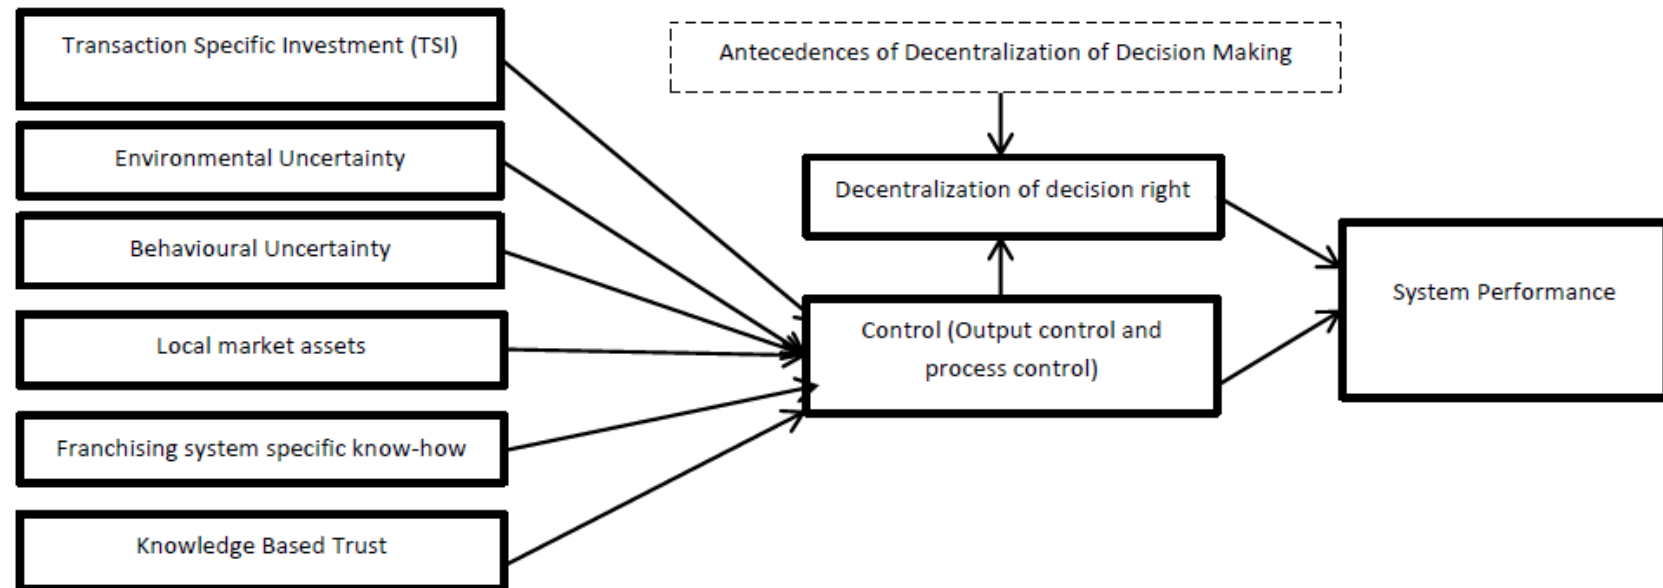 Transaction Specific Investment (TSI)
Environmental Uncertainty
Behavioural Uncertainty
Local market assets
Franchising system specific know-how
Knowledge Based Trust
Antecedences of Decentralization of Decision Making
Decentralization of decision right
Control (Output control and
process control)
System Performance